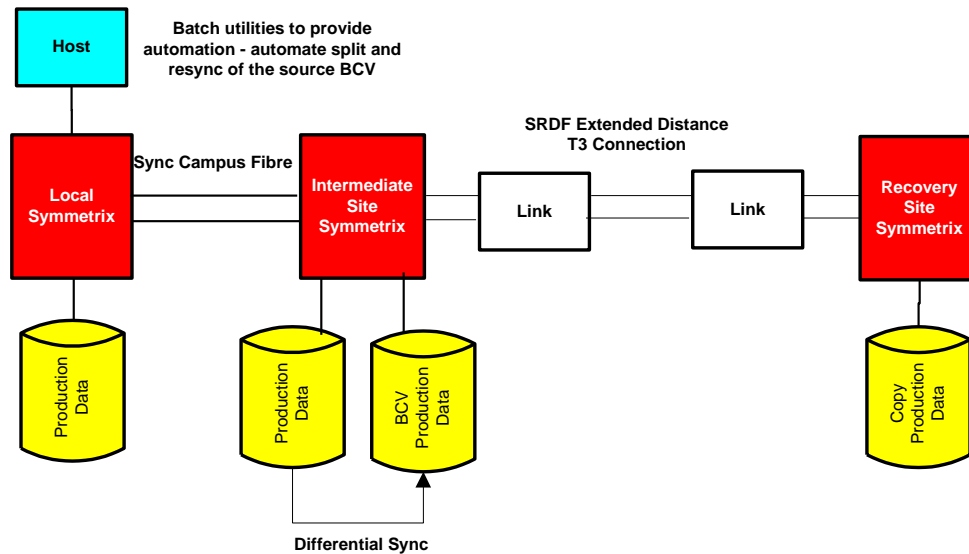 Host
Batch utilities to provide
automation - automate split and
resync of the source BCV
SRDF Extended Distance
T3 Connection
Sync Campus Fibre
Local
Symmetrix
Intermediate
Site
Symmetrix
Link
Link
Recovery
Site
Symmetrix
Production
Data
Production
Data
BCV
Production
Data
Copy
Production
Data
Differential Sync